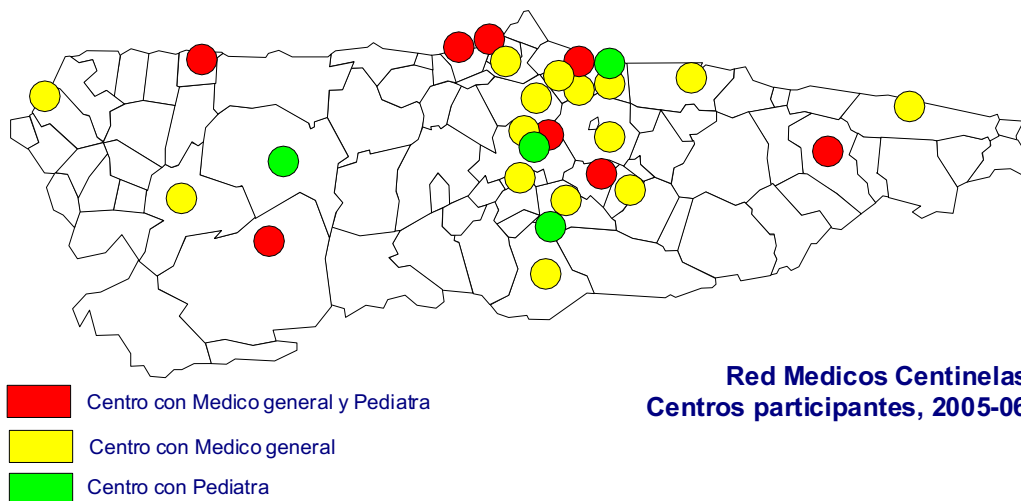 Red Medicos Centinelas
Centros participantes, 2005-06
Centro con Medico general y Pediatra
Centro con Medico general
Centro con Pediatra